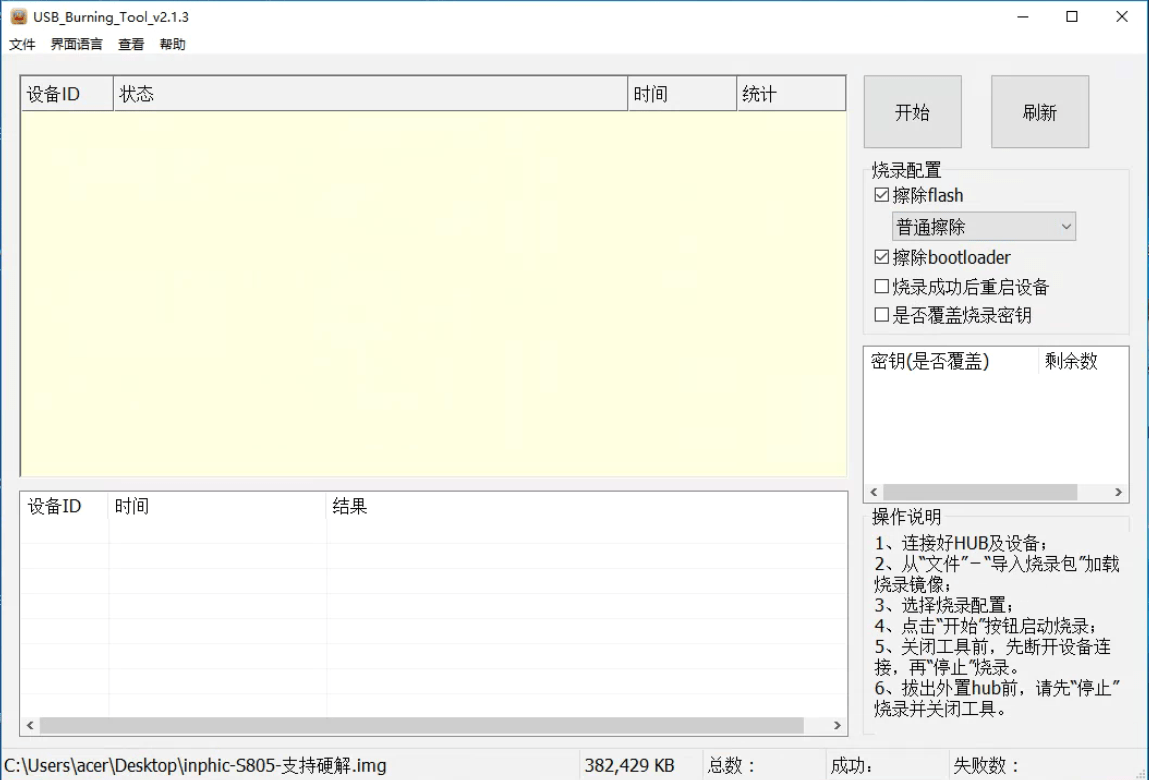 USB_Burning_Tool_v2.1.3
文件 界面语言 查看 帮助
设备ID 状态 时间 统计
开始 刷新
烧录配置
擦除flash
普通擦除
擦除bootloader
烧录成功后重启设备
是否覆盖烧录密钥
密钥(是否覆盖) 剩余数
设备ID 时间 结果
操作说明
1、连接好HUB及设备；
2、从“文件”－“导入烧录包”加载
烧录镜像；
3、选择烧录配置；
4、点击“开始”按钮启动烧录；
5、关闭工具前，先断开设备连
接，再“停止”烧录。
6、拔出外置hub前，请先“停止”
烧录并关闭工具。
C:\Users\acer\Desktop\inphic-S805-支持硬解.img 382,429 KB 总数： 成功： 失败数：